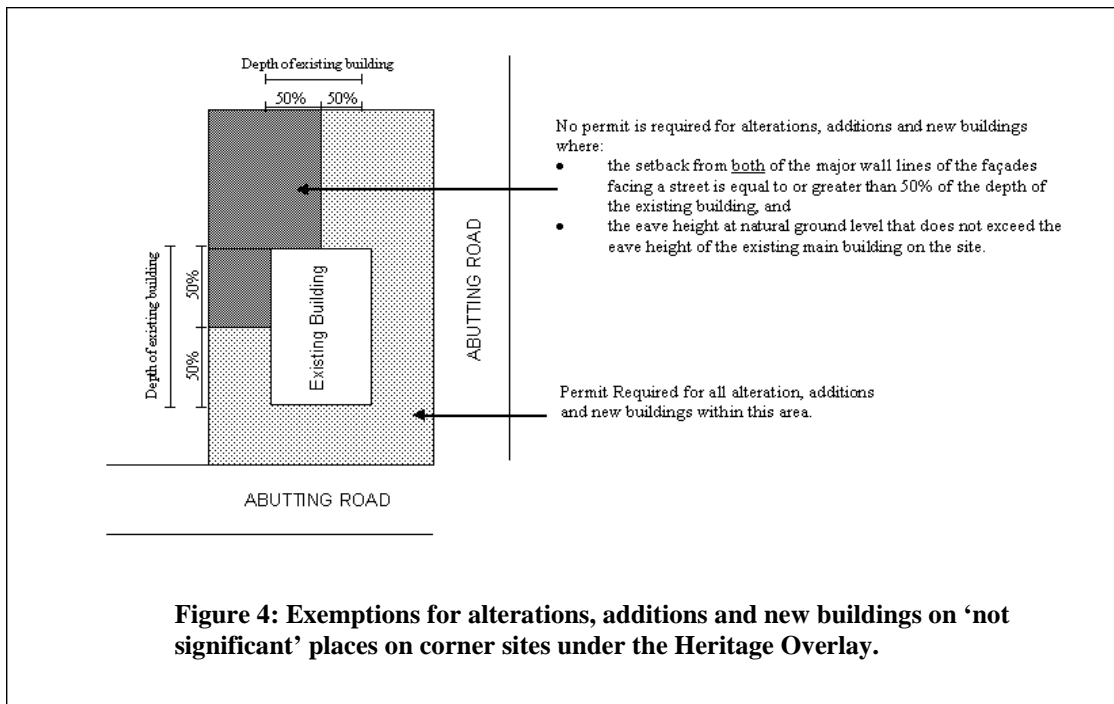 Depth of existing building
50% 50%
No permit is required for alterations, additions and new buildings
where:
• the setback from both of the major wall lines of the façades
facing a street is equal to or greater than 50% of the depth of
the existing building, and
• the eave height at natural ground level that does not exceed the
eave height of the existing main building on the site.
Depth of existing building
50%
50%
Existing Building
ABUTTING ROAD
Permit Required for all alteration, additions
and new buildings within this area.
ABUTTING ROAD
Figure 4: Exemptions for alterations, additions and new buildings on ‘not
significant’ places on corner sites under the Heritage Overlay.